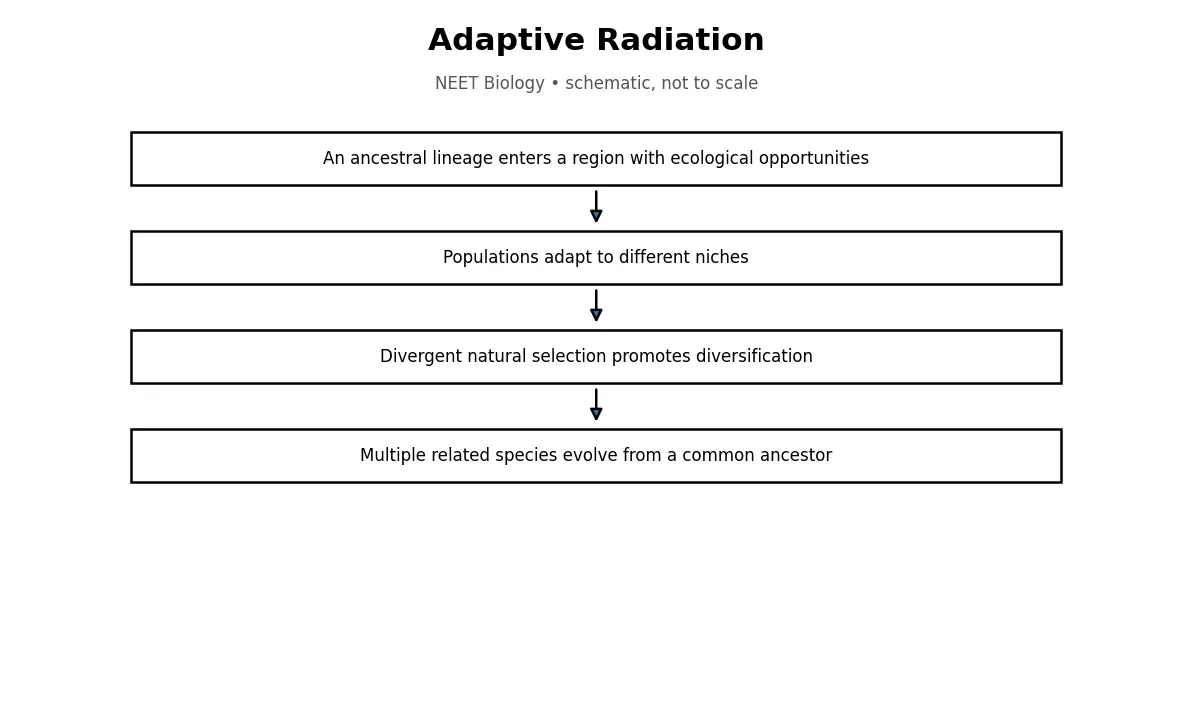 Adaptive Radiation
NEET Biology • schematic, not to scale
An ancestral lineage enters a region with ecological opportunities
Populations adapt to different niches
Divergent natural selection promotes diversification
Multiple related species evolve from a common ancestor